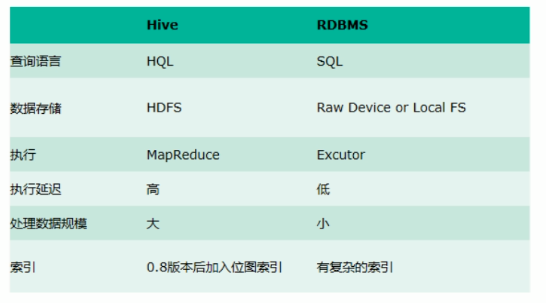 Hive RDBMS
查询语言 HQL SQL
数据存储 HDFS Raw Device or Local FS
执行 MapReduce Excutor
执行延迟 高 低
处理数据规模 大 小
索引 0.8版本后加入位图索引 有复杂的索引